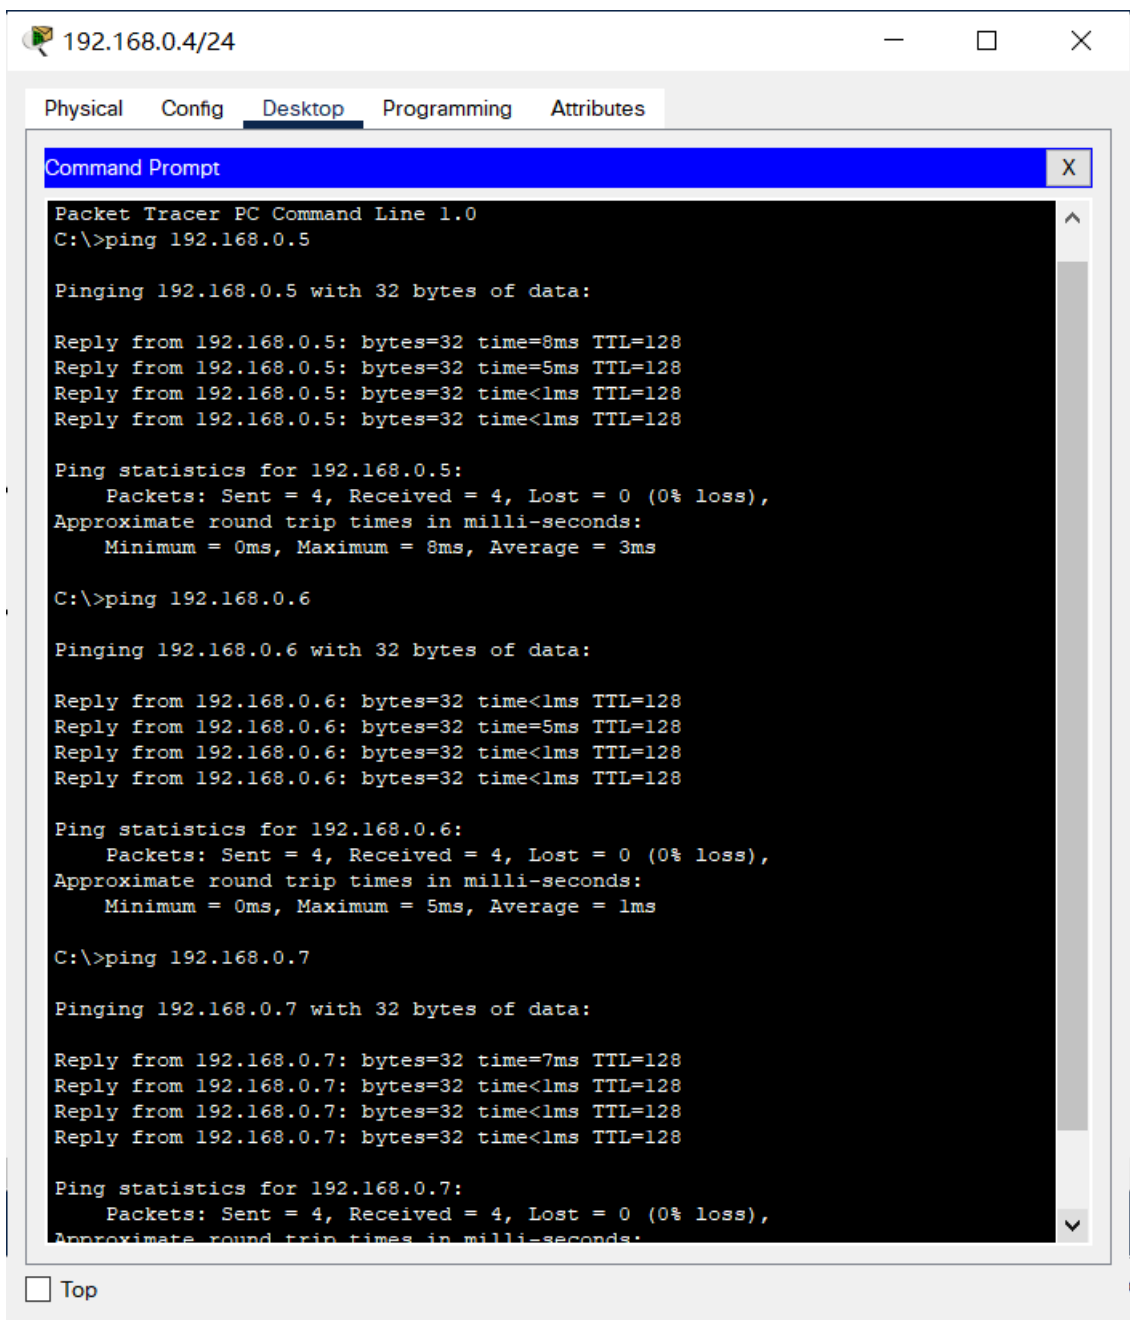 192.168.0.4/24
Physical Config Desktop Programming Attributes
Command Prompt X
Packet Tracer PC Command Line 1.0
C:\>ping 192.168.0.5
Pinging 192.168.0.5 with 32 bytes of data:
Reply from 192.168.0.5: bytes=32 time=8ms TTL=128
Reply from 192.168.0.5: bytes=32 time=5ms TTL=128
Reply from 192.168.0.5: bytes=32 time<1ms TTL=128
Reply from 192.168.0.5: bytes=32 time<1ms TTL=128
Ping statistics for 192.168.0.5:
    Packets: Sent = 4, Received = 4, Lost = 0 (0% loss),
Approximate round trip times in milli-seconds:
    Minimum = 0ms, Maximum = 8ms, Average = 3ms
C:\>ping 192.168.0.6
Pinging 192.168.0.6 with 32 bytes of data:
Reply from 192.168.0.6: bytes=32 time<1ms TTL=128
Reply from 192.168.0.6: bytes=32 time=5ms TTL=128
Reply from 192.168.0.6: bytes=32 time<1ms TTL=128
Reply from 192.168.0.6: bytes=32 time<1ms TTL=128
Ping statistics for 192.168.0.6:
    Packets: Sent = 4, Received = 4, Lost = 0 (0% loss),
Approximate round trip times in milli-seconds:
    Minimum = 0ms, Maximum = 5ms, Average = 1ms
C:\>ping 192.168.0.7
Pinging 192.168.0.7 with 32 bytes of data:
Reply from 192.168.0.7: bytes=32 time=7ms TTL=128
Reply from 192.168.0.7: bytes=32 time<1ms TTL=128
Reply from 192.168.0.7: bytes=32 time<1ms TTL=128
Reply from 192.168.0.7: bytes=32 time<1ms TTL=128
Ping statistics for 192.168.0.7:
    Packets: Sent = 4, Received = 4, Lost = 0 (0% loss),
Approximate round trip times in milli-seconds:
Top